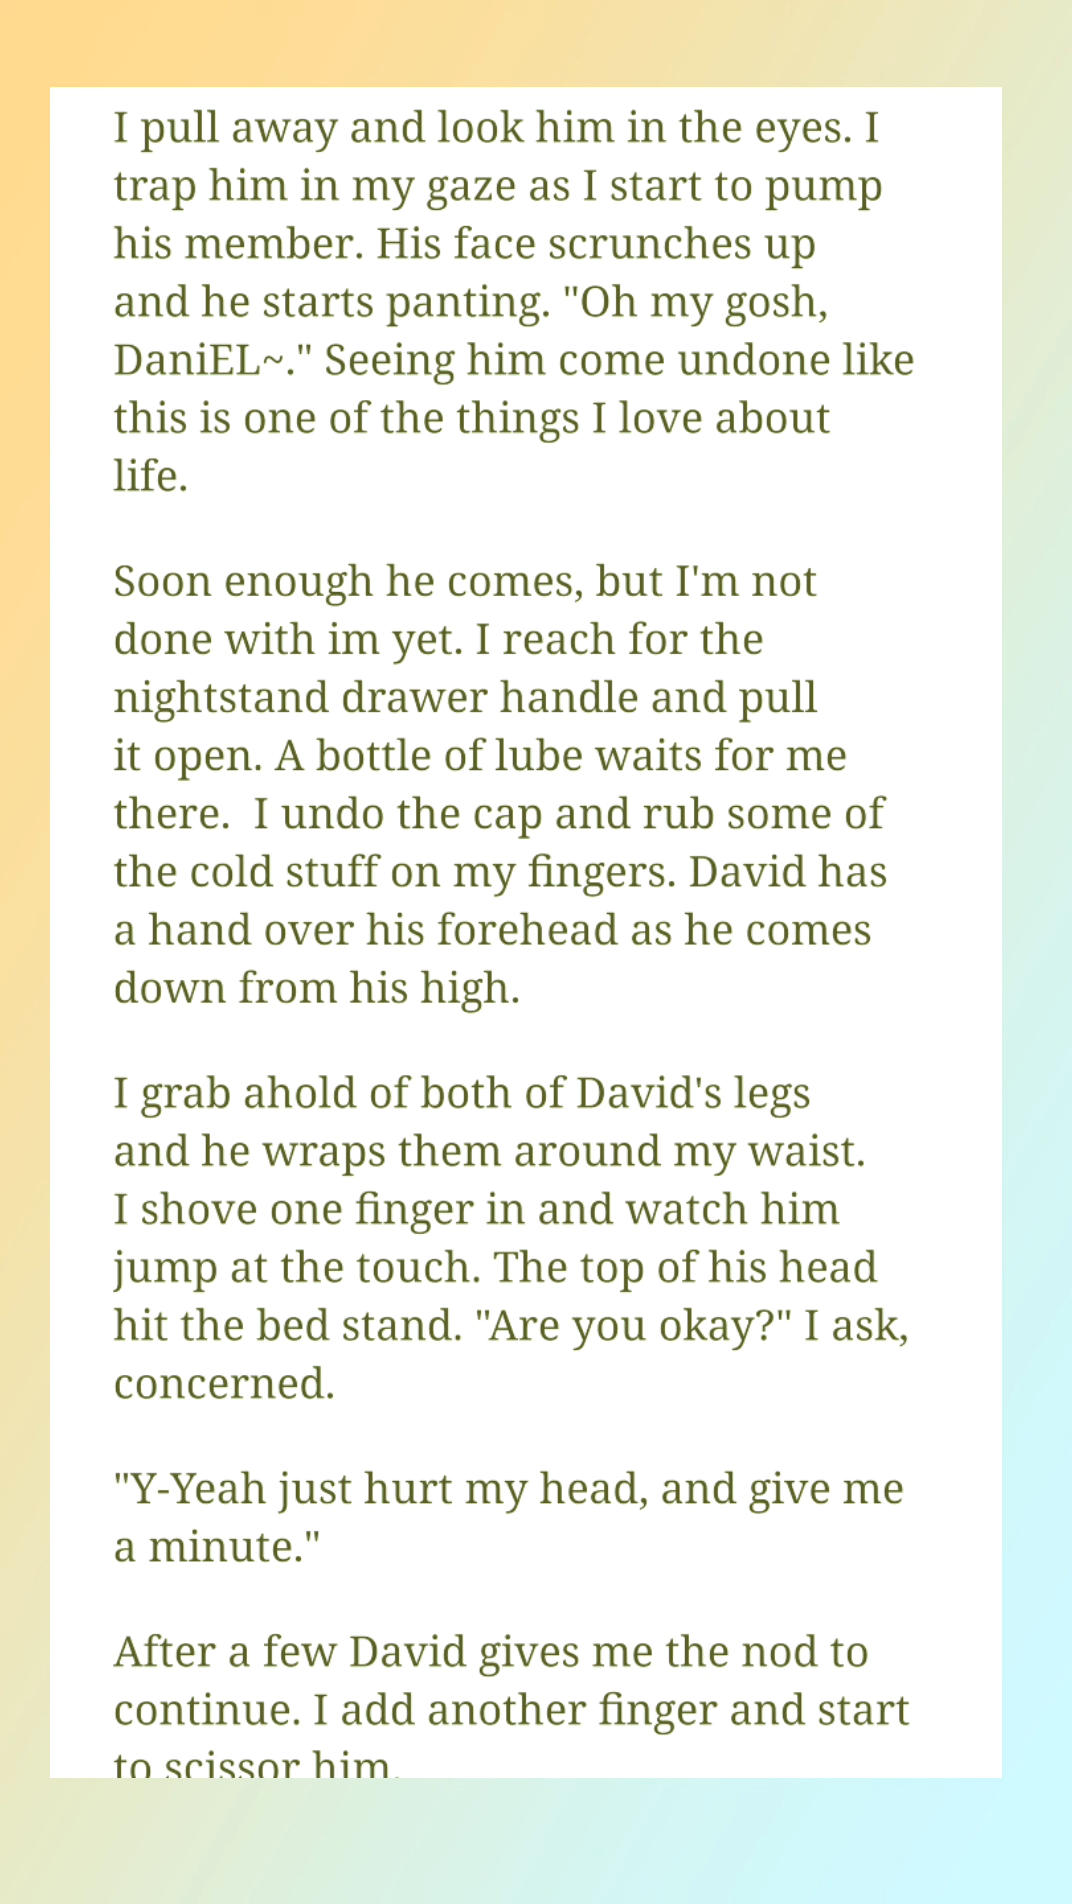 I pull away and look him in the eyes. I
trap him in my gaze as I start to pump
his member. His face scrunches up
and he starts panting. "Oh my gosh,
DaniEL~." Seeing him come undone like
this is one of the things I love about
life.
Soon enough he comes, but I'm not
done with im yet. I reach for the
nightstand drawer handle and pull
it open. A bottle of lube waits for me
there.  I undo the cap and rub some of
the cold stuff on my fingers. David has
a hand over his forehead as he comes
down from his high.
I grab ahold of both of David's legs
and he wraps them around my waist.
I shove one finger in and watch him
jump at the touch. The top of his head
hit the bed stand. "Are you okay?" I ask,
concerned.
"Y-Yeah just hurt my head, and give me
a minute."
After a few David gives me the nod to
continue. I add another finger and start
to scissor him.